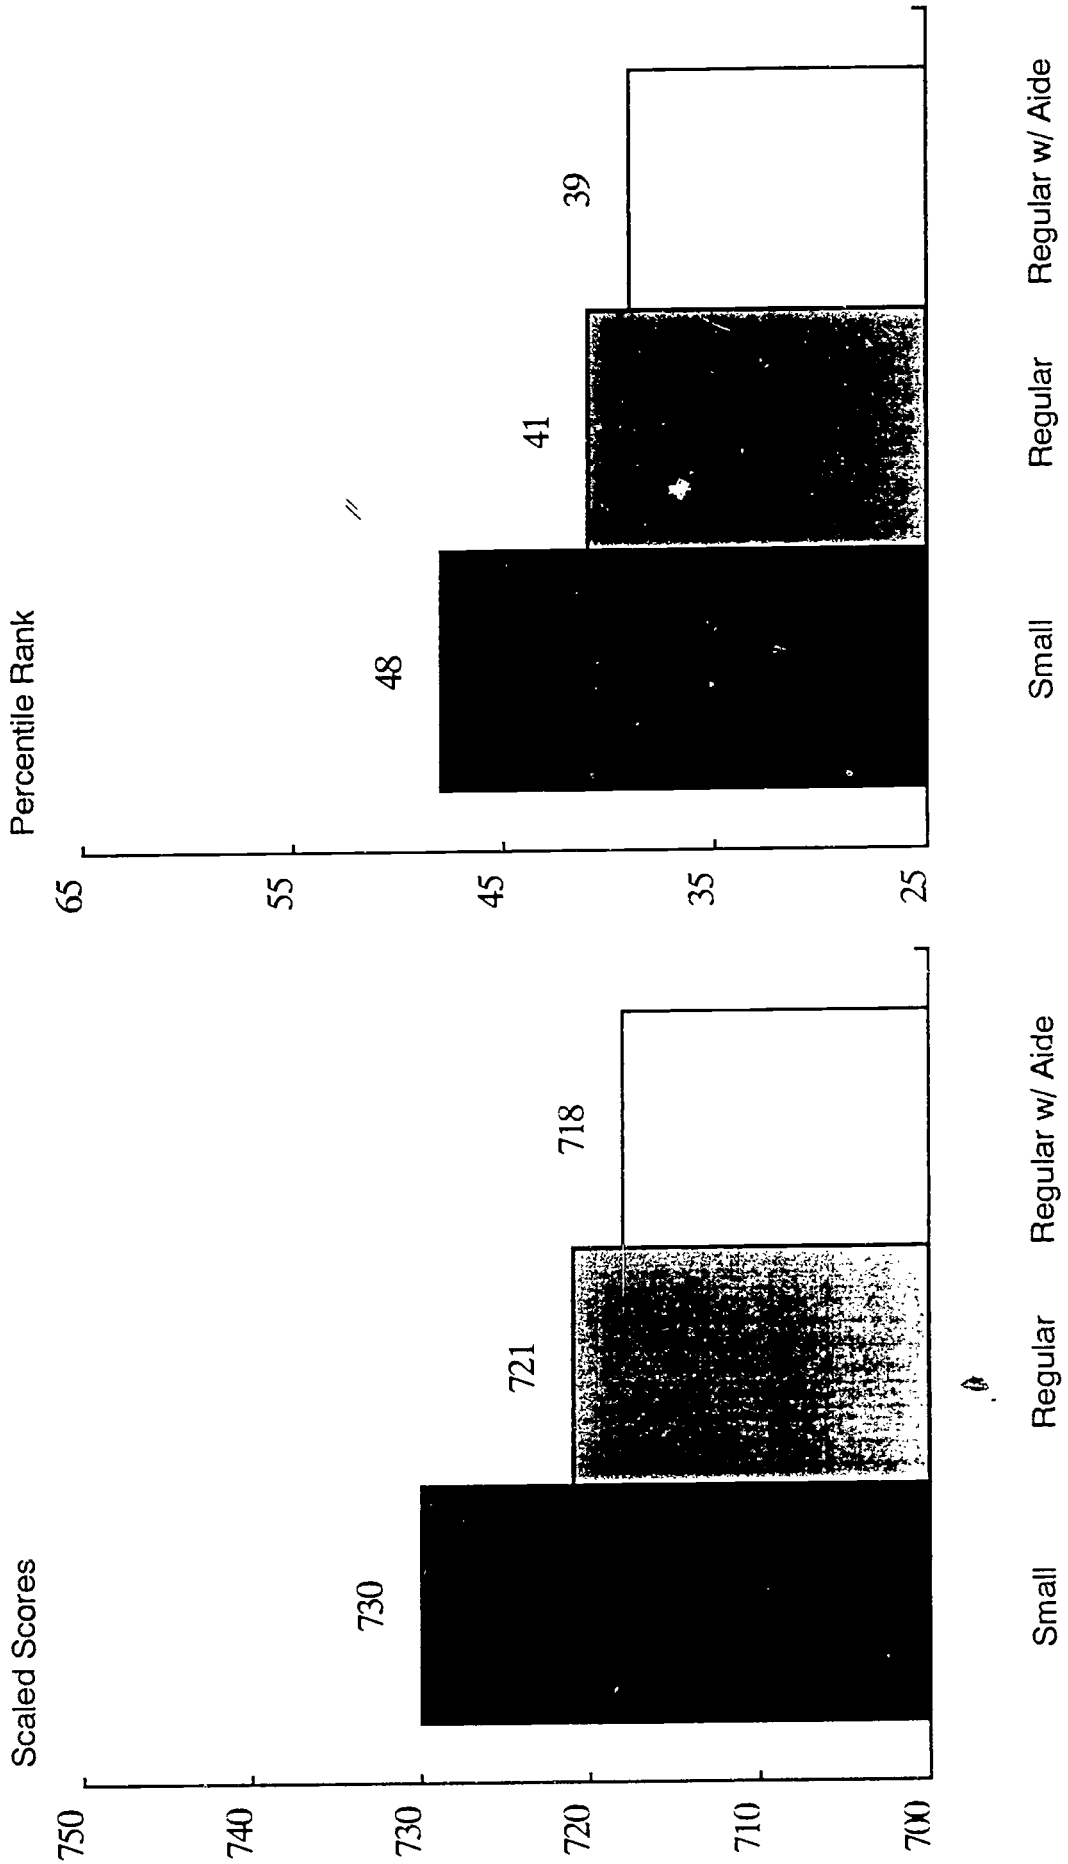 Scaled Scores
750
740
730
720
710
700
730
721
718
Small
Regular
Regular w/ Aide
Percentile Rank
65
55
45
35
25
48
41
39
Small
Regular
Regular w/ Aide